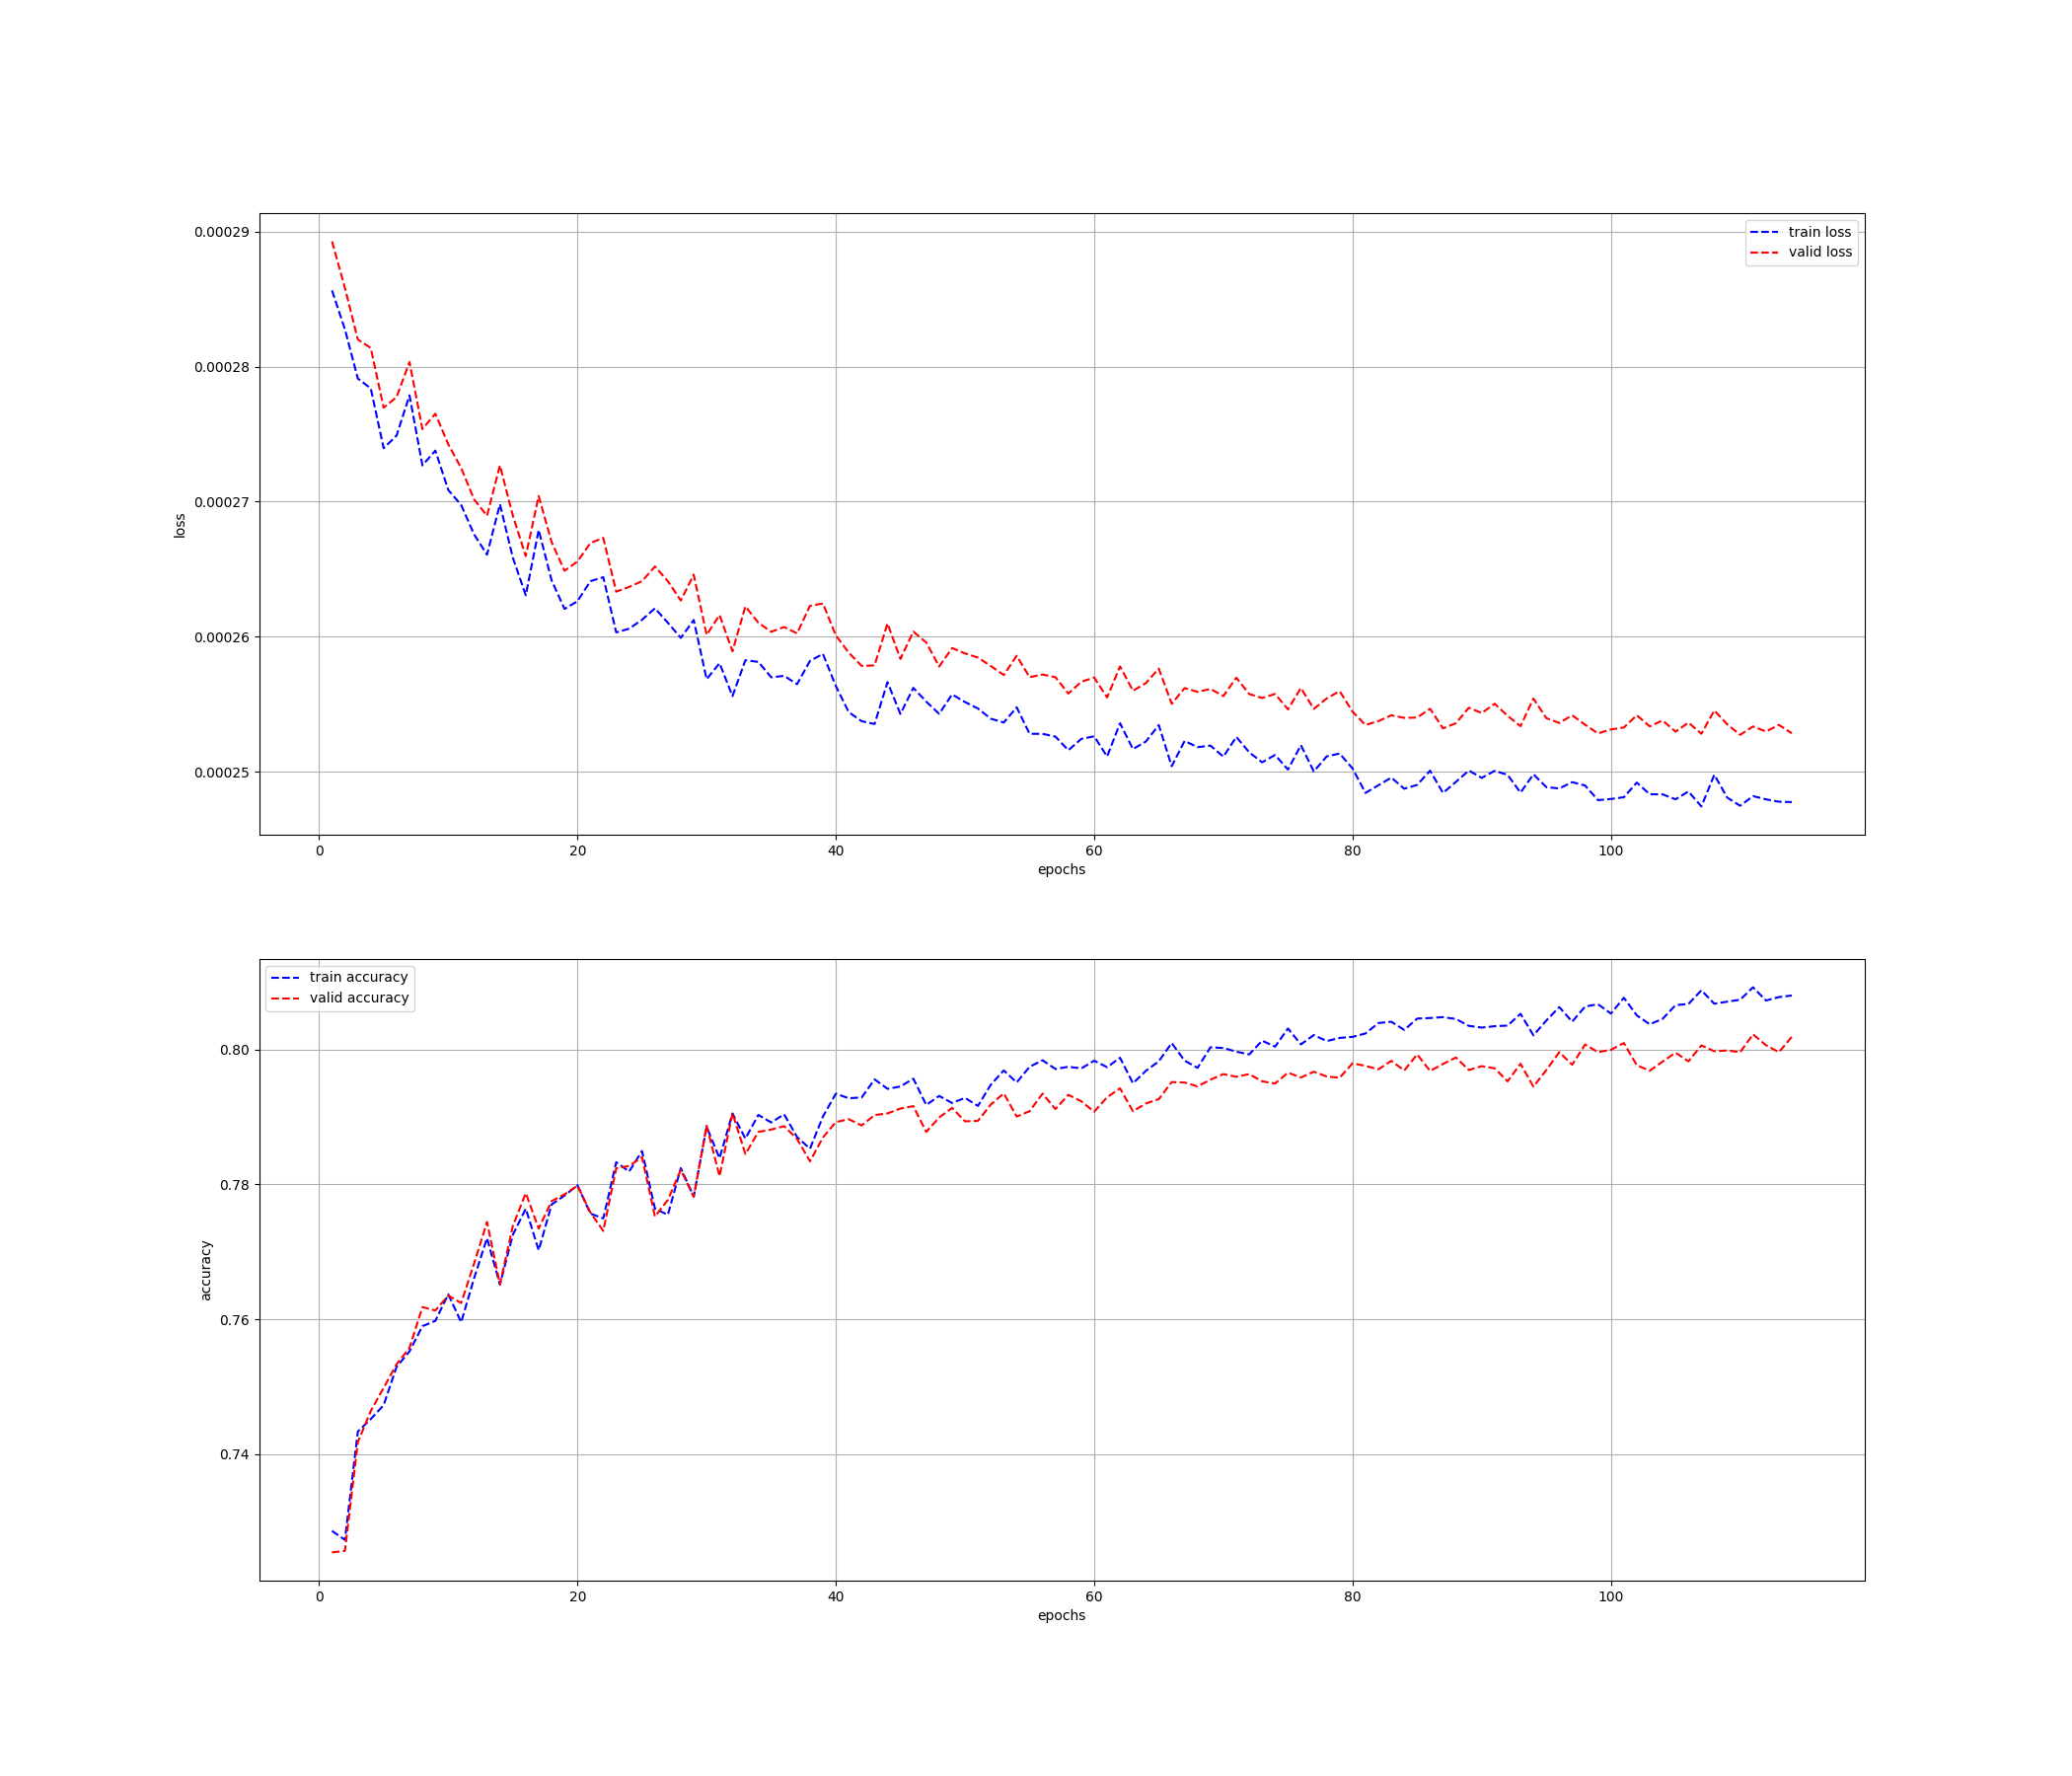 train loss
valid loss
0.00029
0.00028
0.00027
0.00026
0.00025
loss
0 20 40 60 80 100
epochs
train accuracy
valid accuracy
0.80
0.78
0.76
0.74
accuracy
0 20 40 60 80 100
epochs